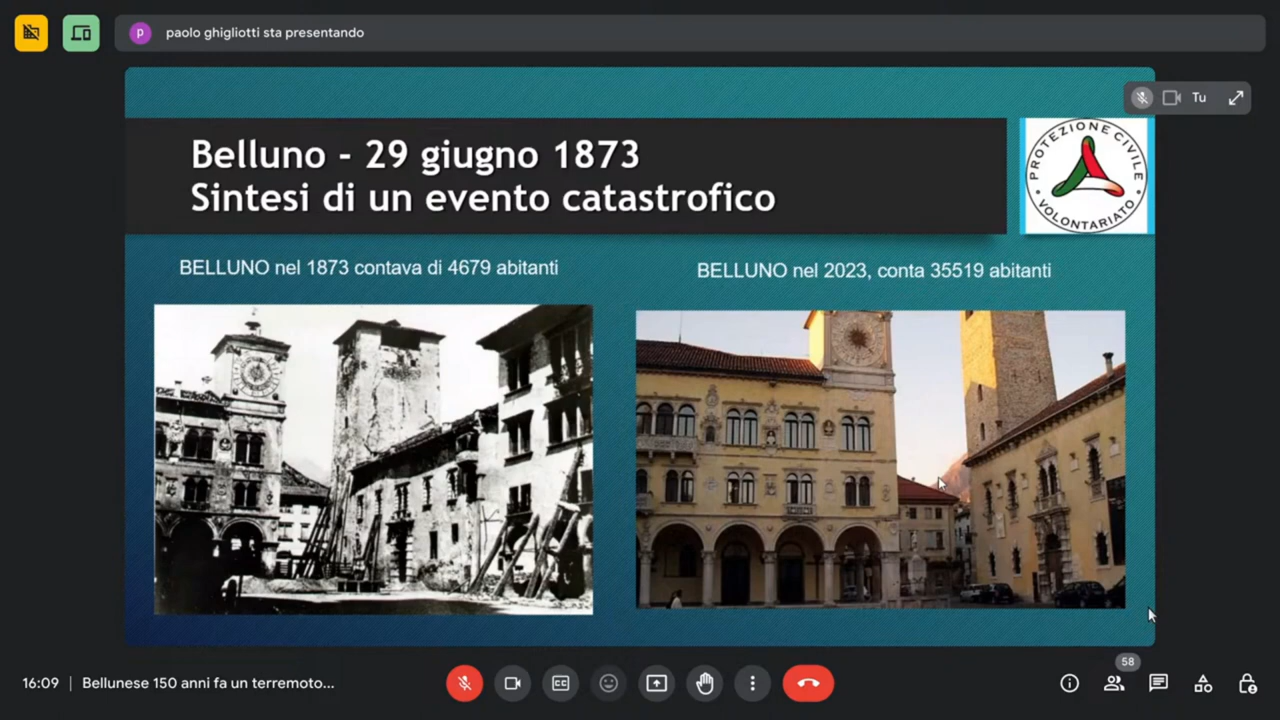 p paolo ghigliotti sta presentando
Tu
Belluno - 29 giugno 1873
Sintesi di un evento catastrofico
PROTEZIONE CIVILE
VOLONTARIATO
BELLUNO nel 1873 contava di 4679 abitanti
BELLUNO nel 2023, conta 35519 abitanti
16:09 | Bellunese 150 anni fa un terremoto...
CC
58